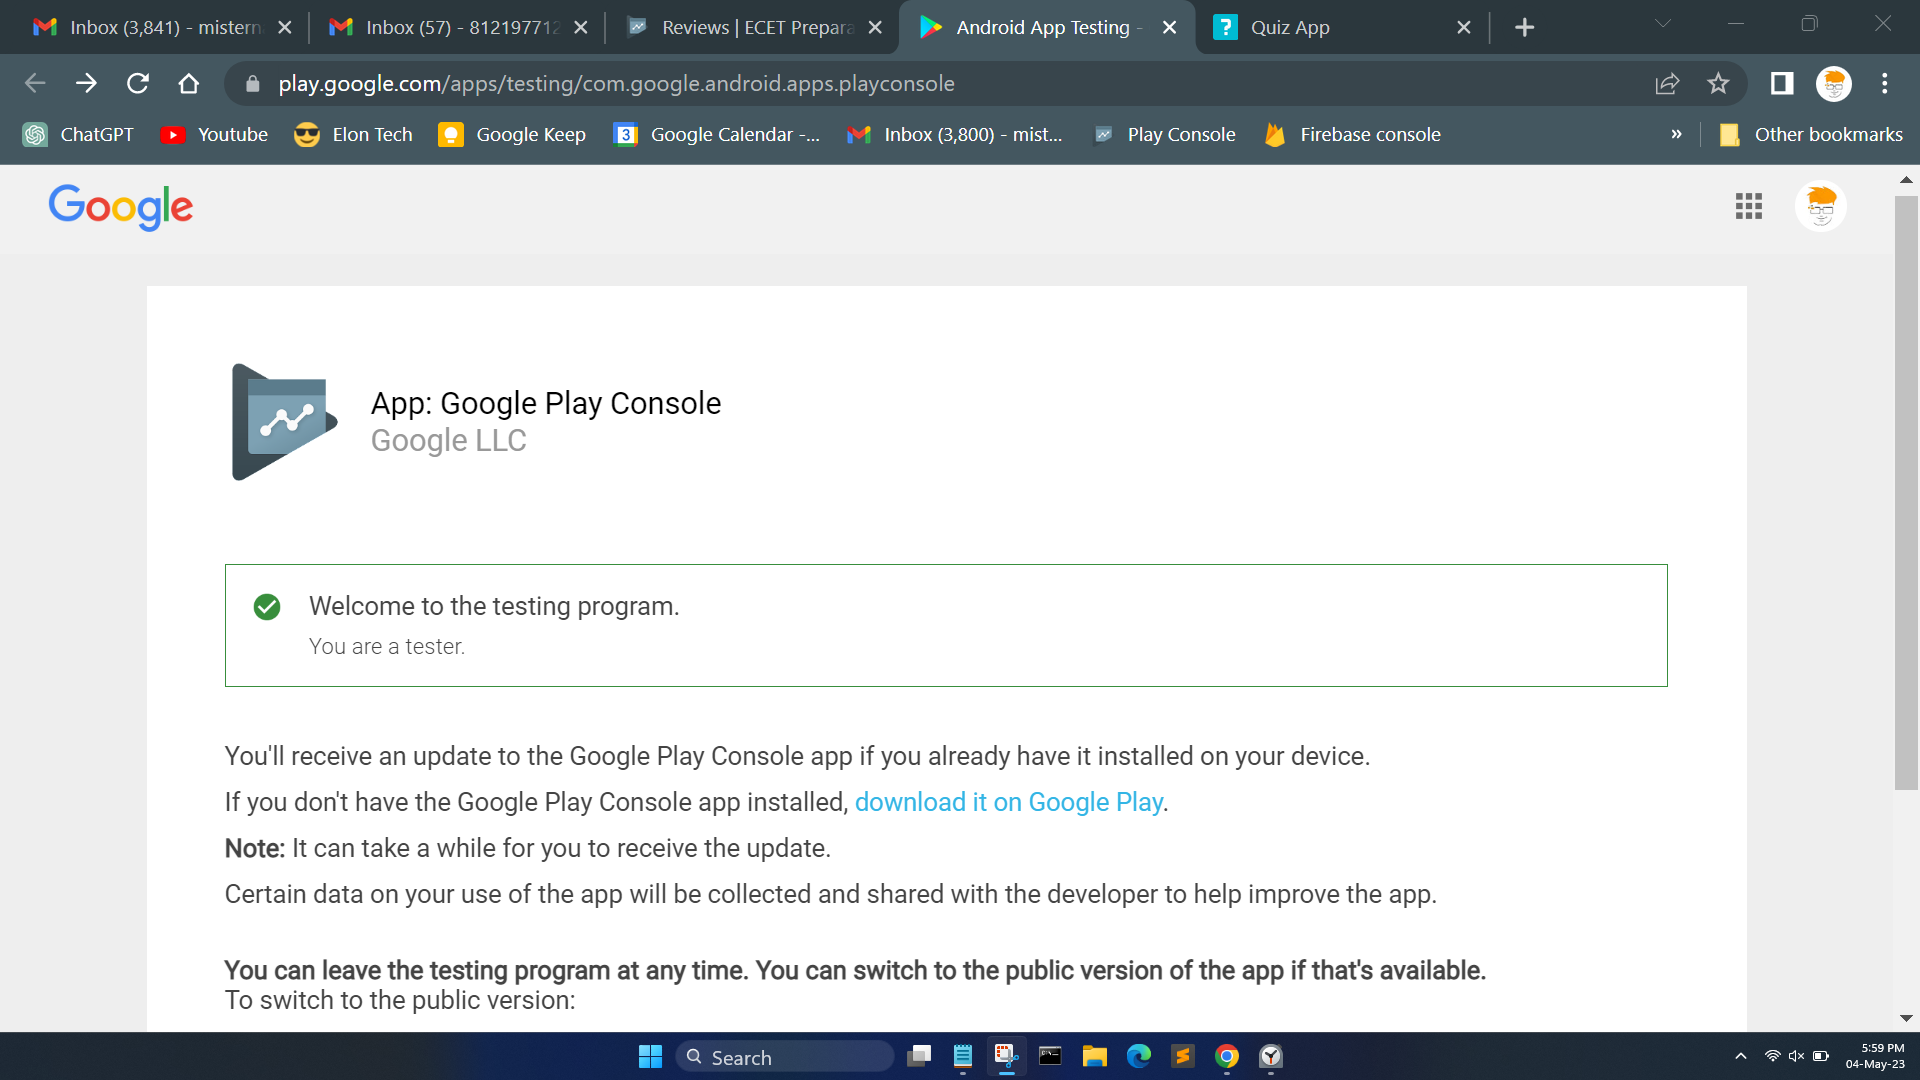 Inbox (3,841) - mistern
Inbox (57) - 812197712
Reviews | ECET Prepara
Android App Testing -
? Quiz App
play.google.com/apps/testing/com.google.android.apps.playconsole
ChatGPT
Youtube
Elon Tech
Google Keep
3 Google Calendar -...
Inbox (3,800) - mist...
Play Console
Firebase console
»
Other bookmarks
Google
App: Google Play Console
Google LLC
Welcome to the testing program.
You are a tester.
You'll receive an update to the Google Play Console app if you already have it installed on your device.
If you don't have the Google Play Console app installed, download it on Google Play.
Note: It can take a while for you to receive the update.
Certain data on your use of the app will be collected and shared with the developer to help improve the app.
You can leave the testing program at any time. You can switch to the public version of the app if that's available.
To switch to the public version:
Search
5:59 PM
04-May-23